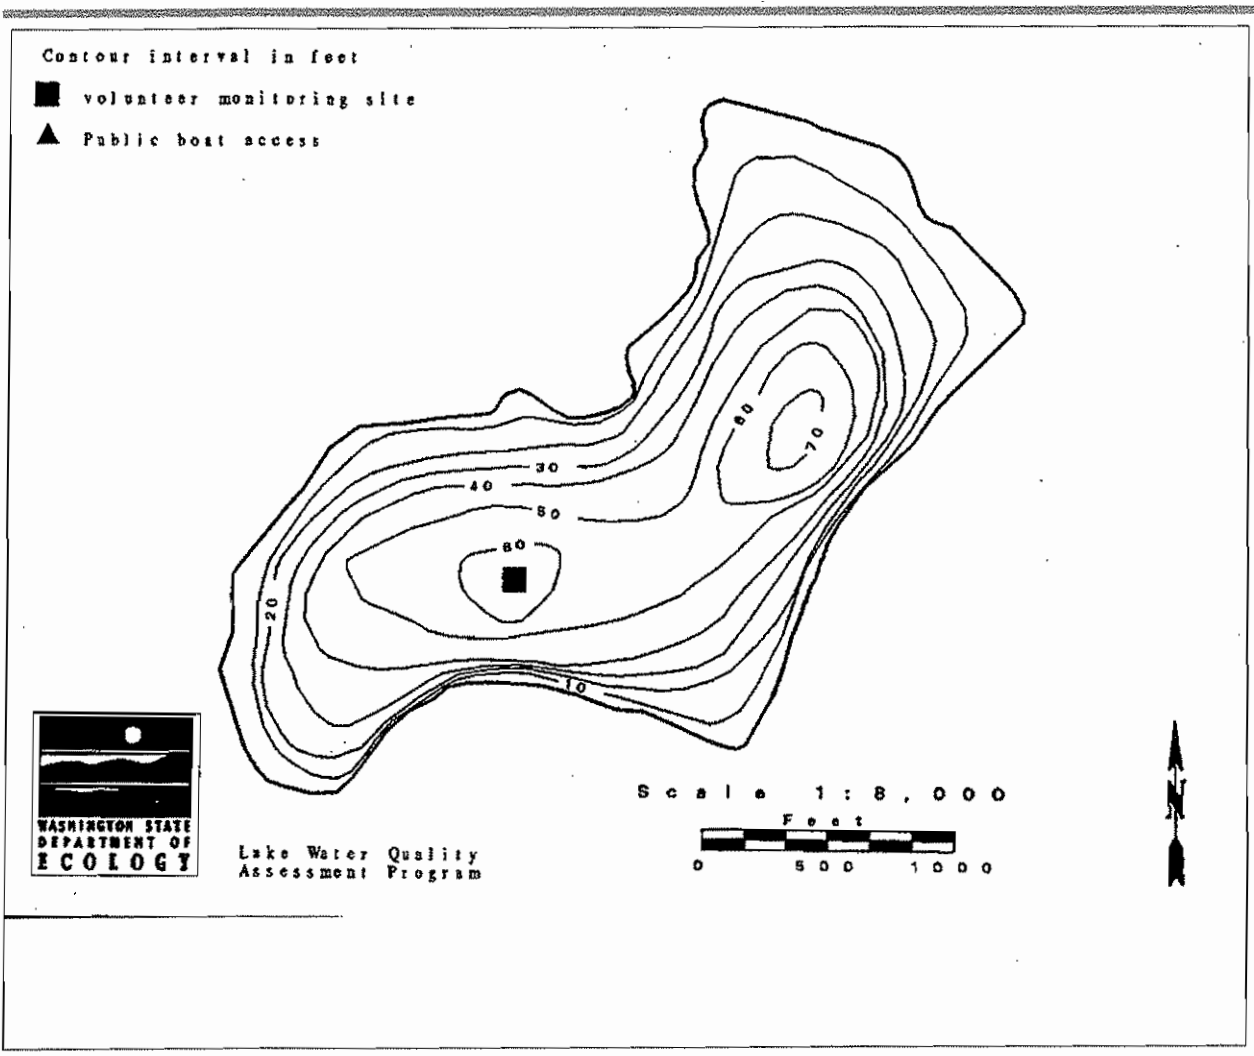 Contour interval in feet
volunteer monitoring site
Public boat access
60
70
30
40
50
60
20
10
Scale 1:8,000
Feet
0 500 1000
N
WASHINGTON STATE
DEPARTMENT OF
ECOLOGY
Lake Water Quality
Assessment Program